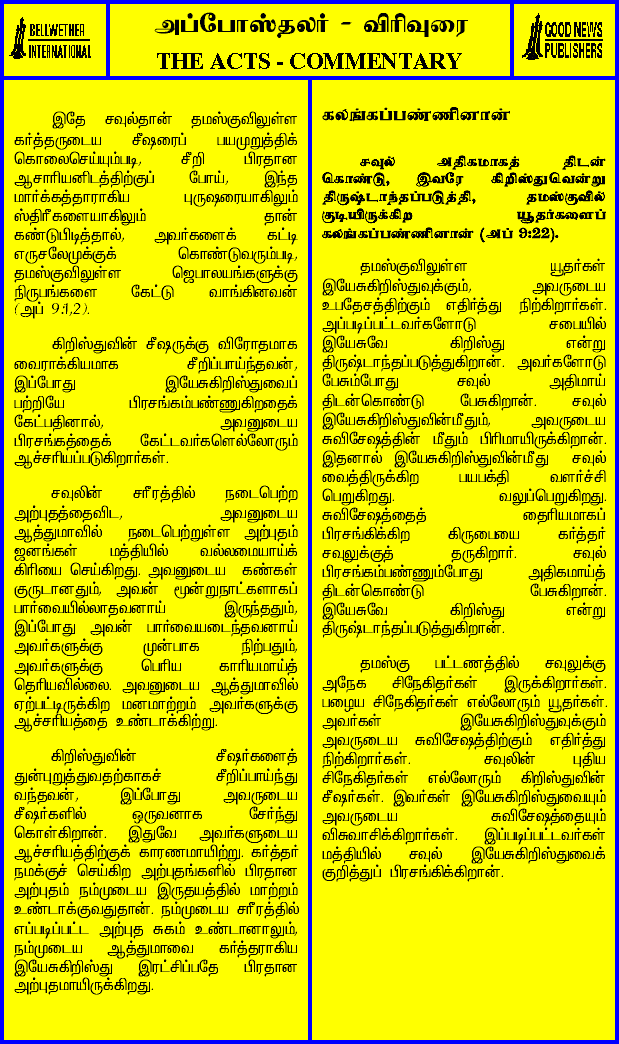 BELLWETHER
INTERNATIONAL
அப்போஸ்தலர் - விரிவுரை
THE ACTS - COMMENTARY
GOOD NEWS
PUBLISHERS
இதே சவுல்தான் தமஸ்குவிலுள்ள
கர்த்தருடைய சீஷரைப் பயமுறுத்திக்
கொலைசெய்யும்படி, சீறி பிரதான
ஆசாரியனிடத்திற்குப் போய், இந்த
மார்க்கத்தாராகிய புருஷரையாகிலும்
ஸ்திரீகளையாகிலும் தான்
கண்டுபிடித்தால், அவர்களைக் கட்டி
எருசலேமுக்குக் கொண்டுவரும்படி,
தமஸ்குவிலுள்ள ஜெபாலயங்களுக்கு
நிருபங்களை கேட்டு வாங்கினவன்
(அப் 9:1,2).
கிறிஸ்துவின் சீஷருக்கு விரோதமாக
வைராக்கியமாக சீறிப்பாய்ந்தவன்,
இப்போது இயேசுகிறிஸ்துவைப்
பற்றியே பிரசங்கம்பண்ணுகிறதைக்
கேட்பதினால், அவனுடைய
பிரசங்கத்தைக் கேட்டவர்களெல்லோரும்
ஆச்சரியப்படுகிறார்கள்.
சவுலின் சரீரத்தில் நடைபெற்ற
அற்புதத்தைவிட, அவனுடைய
ஆத்துமாவில் நடைபெற்றுள்ள அற்புதம்
ஜனங்கள் மத்தியில் வல்லமையாய்க்
கிரியை செய்கிறது. அவனுடைய கண்கள்
குருடானதும், அவன் மூன்றுநாட்களாகப்
பார்வையில்லாதவனாய் இருந்ததும்,
இப்போது அவன் பார்வையடைந்தவனாய்
அவர்களுக்கு முன்பாக நிற்பதும்,
அவர்களுக்கு பெரிய காரியமாய்த்
தெரியவில்லை. அவனுடைய ஆத்துமாவில்
ஏற்பட்டிருக்கிற மனமாற்றம் அவர்களுக்கு
ஆச்சரியத்தை உண்டாக்கிற்று.
கிறிஸ்துவின் சீஷர்களைத்
துன்புறுத்துவதற்காகச் சீறிப்பாய்ந்து
வந்தவன், இப்போது அவருடைய
சீஷர்களில் ஒருவனாக சேர்ந்து
கொள்கிறான். இதுவே அவர்களுடைய
ஆச்சரியத்திற்குக் காரணமாயிற்று. கர்த்தர்
நமக்குச் செய்கிற அற்புதங்களில் பிரதான
அற்புதம் நம்முடைய இருதயத்தில் மாற்றம்
உண்டாக்குவதுதான். நம்முடைய சரீரத்தில்
எப்படிப்பட்ட அற்புத சுகம் உண்டானாலும்,
நம்முடைய ஆத்துமாவை கர்த்தராகிய
இயேசுகிறிஸ்து இரட்சிப்பதே பிரதான
அற்புதமாயிருக்கிறது.
கலங்கப்பண்ணினான்
சவுல் அதிகமாகத் திடன்
கொண்டு, இவரே கிறிஸ்துவென்று
திருஷ்டாந்தப்படுத்தி, தமஸ்குவில்
குடியிருக்கிற யூதர்களைப்
கலங்கப்பண்ணினான் (அப் 9:22).
தமஸ்குவிலுள்ள யூதர்கள்
இயேசுகிறிஸ்துவுக்கும், அவருடைய
உபதேசத்திற்கும் எதிர்த்து நிற்கிறார்கள்.
அப்படிப்பட்டவர்களோடு சபையில்
இயேசுவே கிறிஸ்து என்று
திருஷ்டாந்தப்படுத்துகிறான். அவர்களோடு
பேசும்போது சவுல் அதிமாய்
திடன்கொண்டு பேசுகிறான். சவுல்
இயேசுகிறிஸ்துவின்மீதும், அவருடைய
சுவிசேஷத்தின் மீதும் பிரிமாயிருக்கிறான்.
இதனால் இயேசுகிறிஸ்துவின்மீது சவுல்
வைத்திருக்கிற பயபக்தி வளர்ச்சி
பெறுகிறது. வலுப்பெறுகிறது.
சுவிசேஷத்தைத் தைரியமாகப்
பிரசங்கிக்கிற கிருபையை கர்த்தர்
சவுலுக்குத் தருகிறார். சவுல்
பிரசங்கம்பண்ணும்போது அதிகமாய்த்
திடன்கொண்டு பேசுகிறான்.
இயேசுவே கிறிஸ்து என்று
திருஷ்டாந்தப்படுத்துகிறான்.
தமஸ்கு பட்டணத்தில் சவுலுக்கு
அநேக சிநேகிதர்கள் இருக்கிறார்கள்.
பழைய சிநேகிதர்கள் எல்லோரும் யூதர்கள்.
அவர்கள் இயேசுகிறிஸ்துவுக்கும்
அவருடைய சுவிசேஷத்திற்கும் எதிர்த்து
நிற்கிறார்கள். சவுலின் புதிய
சிநேகிதர்கள் எல்லோரும் கிறிஸ்துவின்
சீஷர்கள். இவர்கள் இயேசுகிறிஸ்துவையும்
அவருடைய சுவிசேஷத்தையும்
விசுவாசிக்கிறார்கள். இப்படிப்பட்டவர்கள்
மத்தியில் சவுல் இயேசுகிறிஸ்துவைக்
குறித்துப் பிரசங்கிக்கிறான்.